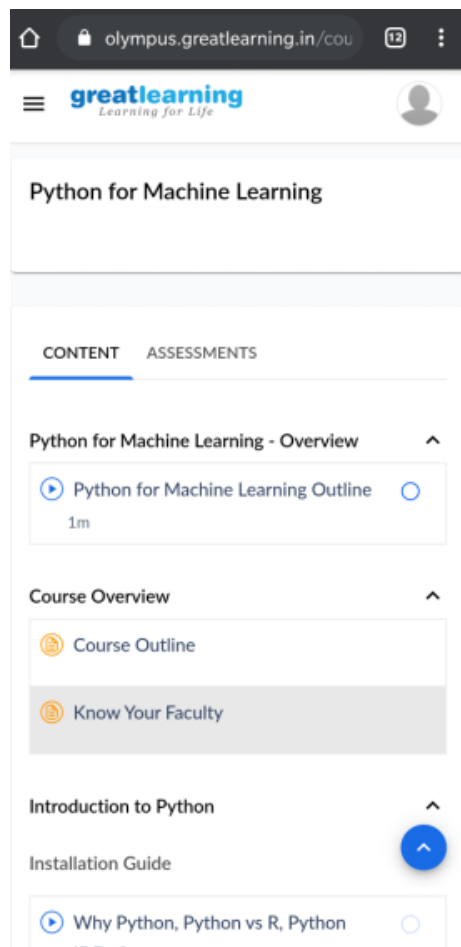 olympus.greatlearning.in/cou
12
greatlearning
Learning for Life
Python for Machine Learning
CONTENT ASSESSMENTS
Python for Machine Learning - Overview
Python for Machine Learning Outline
1m
Course Overview
Course Outline
Know Your Faculty
Introduction to Python
Installation Guide
Why Python, Python vs R, Python